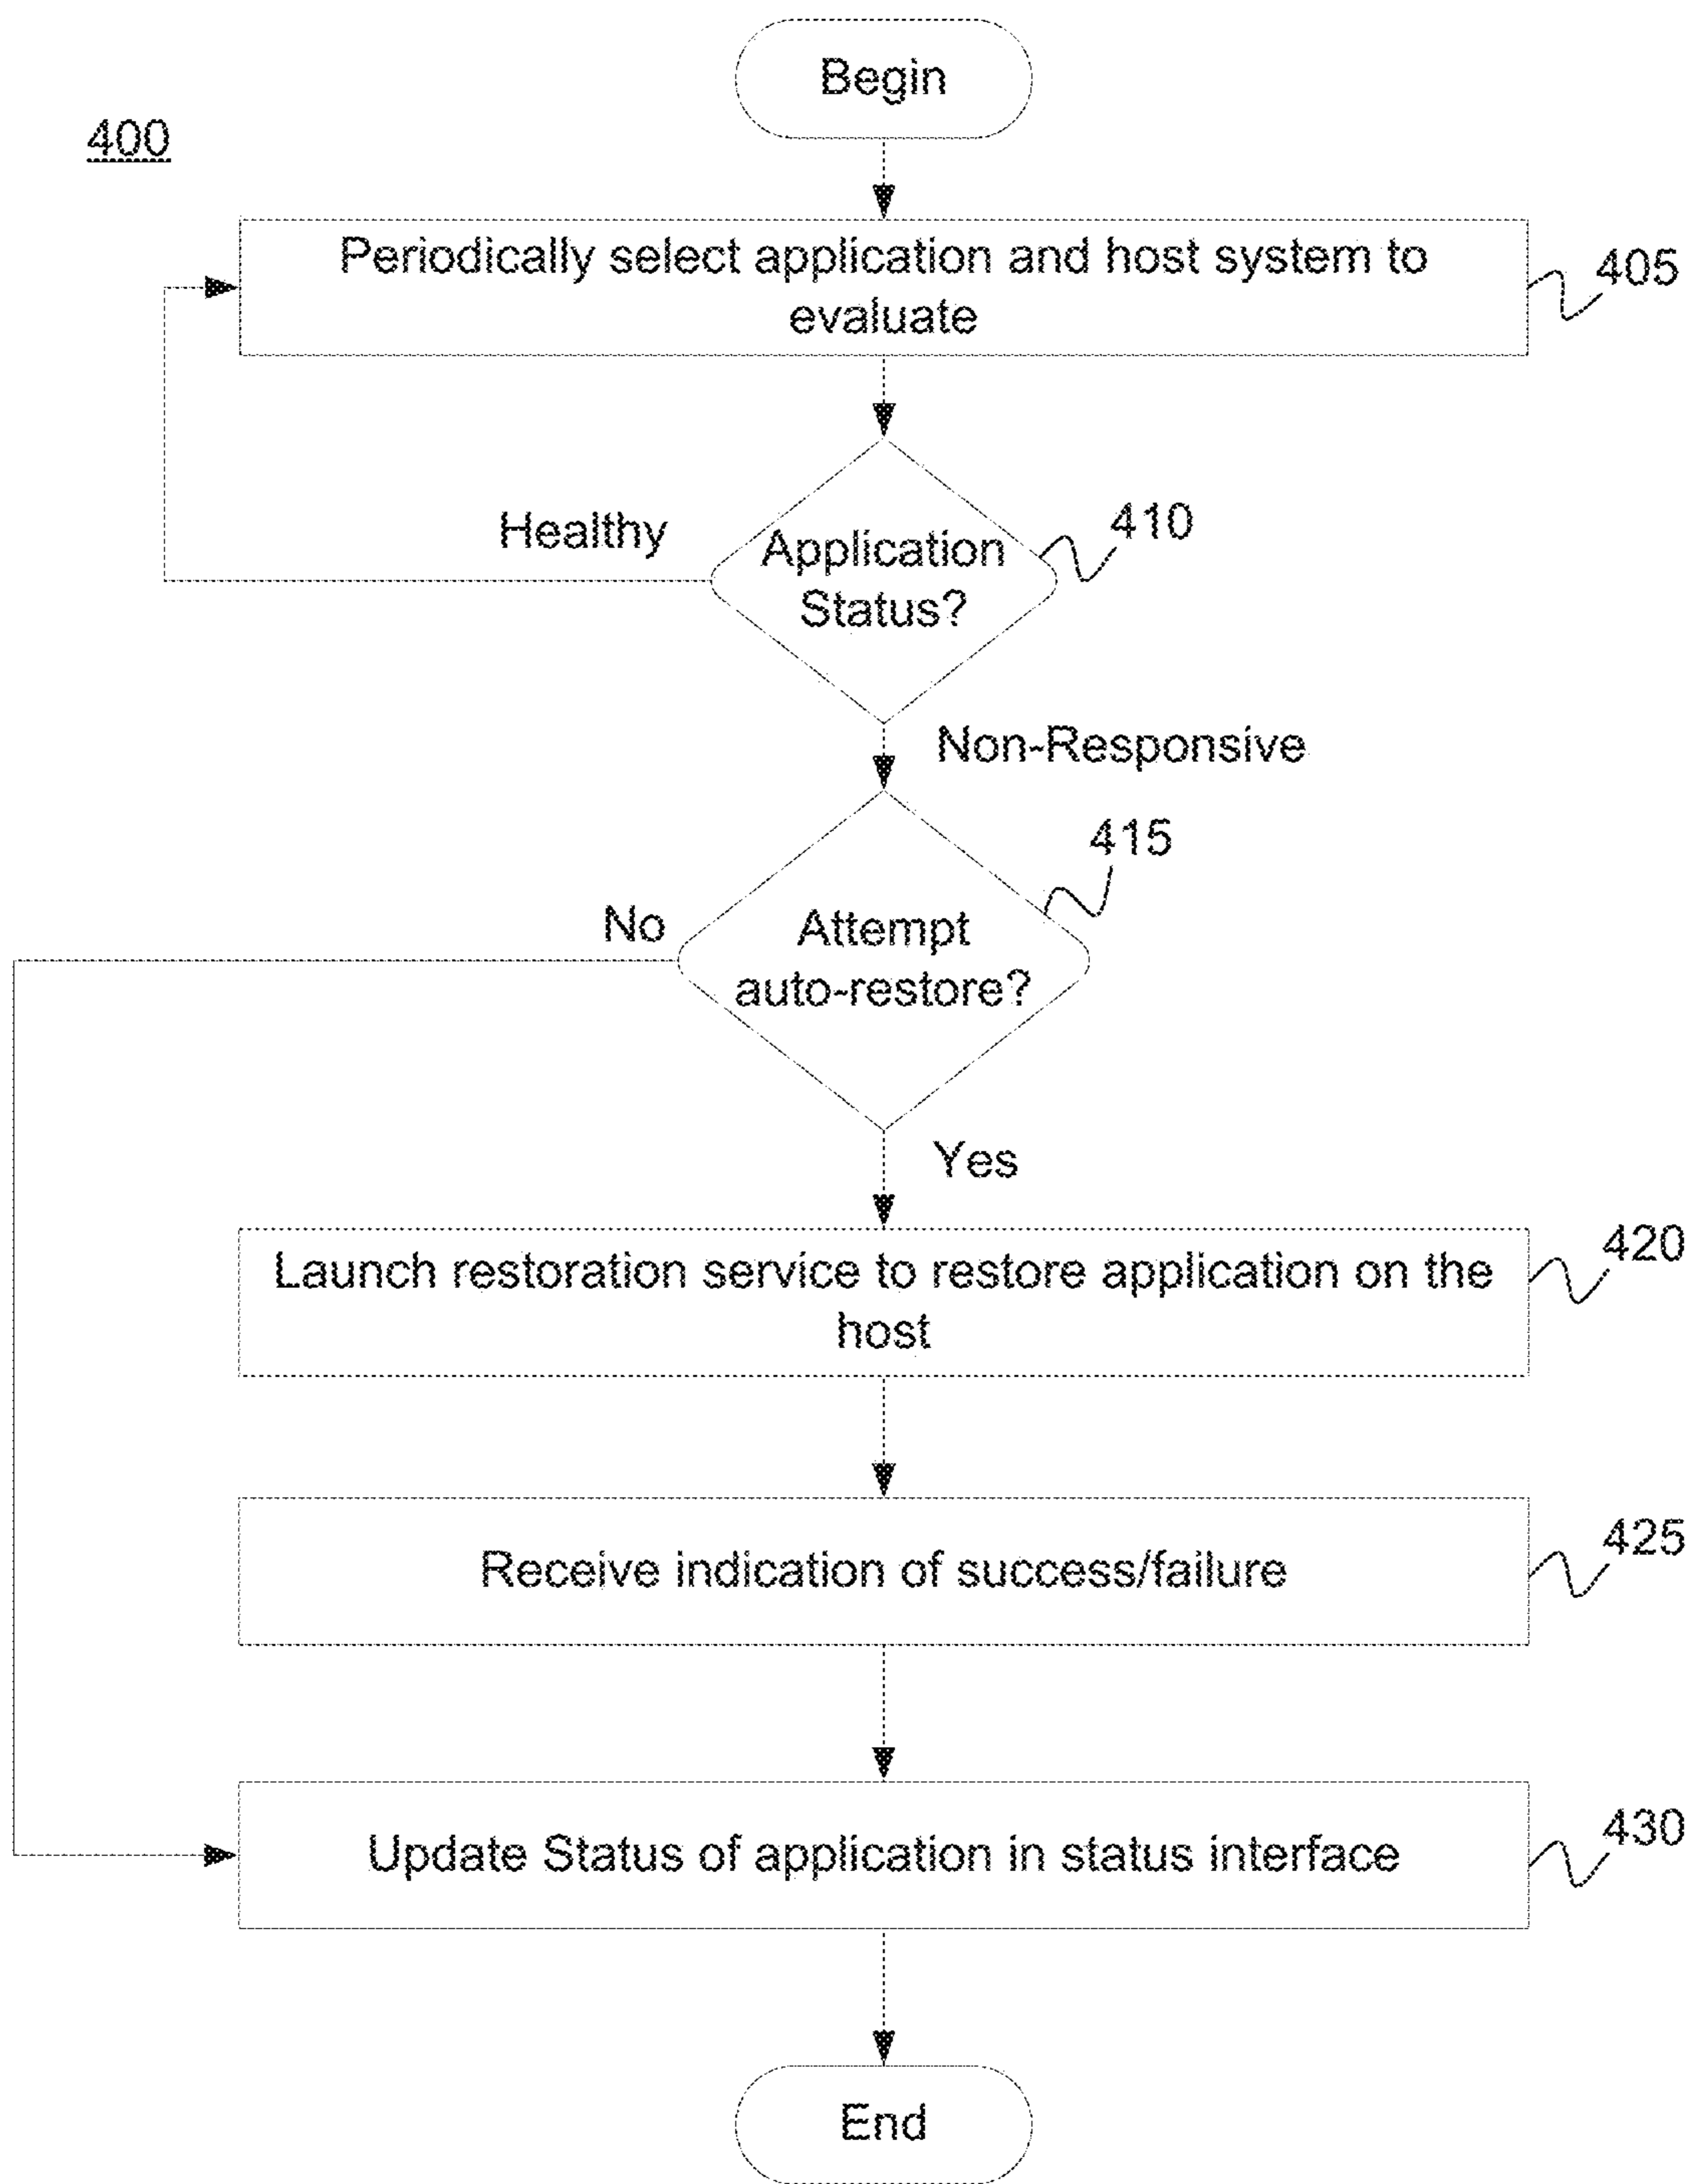 Begin
400
Periodically select application and host system to
evaluate
405
Healthy
Application
Status?
410
Non-Responsive
415
No
Attempt
auto-restore?
Yes
Launch restoration service to restore application on the
host
420
Receive indication of success/failure
425
Update Status of application in status interface
430
End